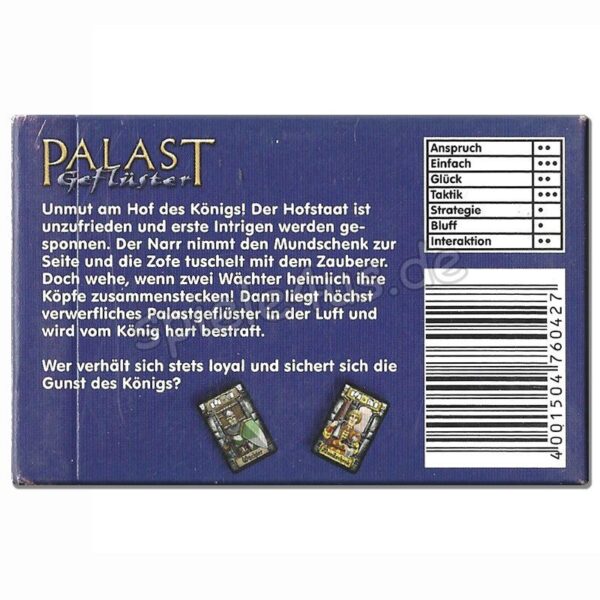 PALAST
Geflüster
Unmut am Hof des Königs! Der Hofstaat ist
unzufrieden und erste Intrigen werden ge-
sponnen. Der Narr nimmt den Mundschenk zur
Seite und die Zofe tuschelt mit dem Zauberer.
Doch wehe, wenn zwei Wächter heimlich ihre
Köpfe zusammenstecken! Dann liegt höchst
verwerfliches Palastgeflüster in der Luft und
wird vom König hart bestraft.
Wer verhält sich stets loyal und sichert sich die
Gunst des Königs?
Anspruch ••
Einfach •••
Glück ••
Taktik ••••
Strategie •
Bluff •
Interaktion ••
4 001504 760427
spiele4us.de